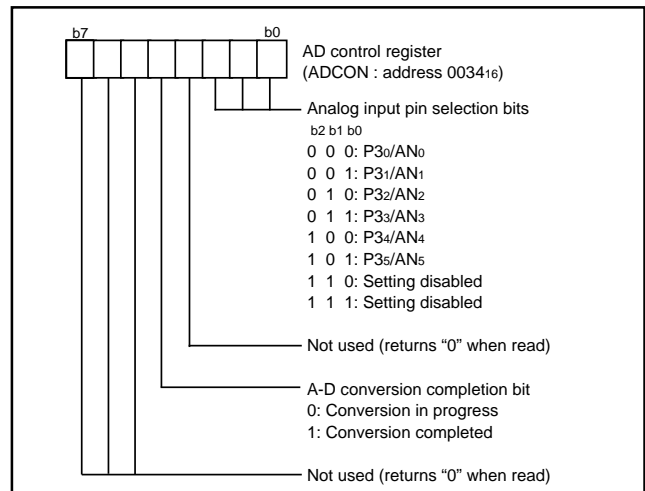 b7 b0
AD control register
(ADCON : address 0034₁₆)
Analog input pin selection bits
b2 b1 b0
0 0 0: P3₀/AN₀
0 0 1: P3₁/AN₁
0 1 0: P3₂/AN₂
0 1 1: P3₃/AN₃
1 0 0: P3₄/AN₄
1 0 1: P3₅/AN₅
1 1 0: Setting disabled
1 1 1: Setting disabled
Not used (returns “0” when read)
A-D conversion completion bit
0: Conversion in progress
1: Conversion completed
Not used (returns “0” when read)